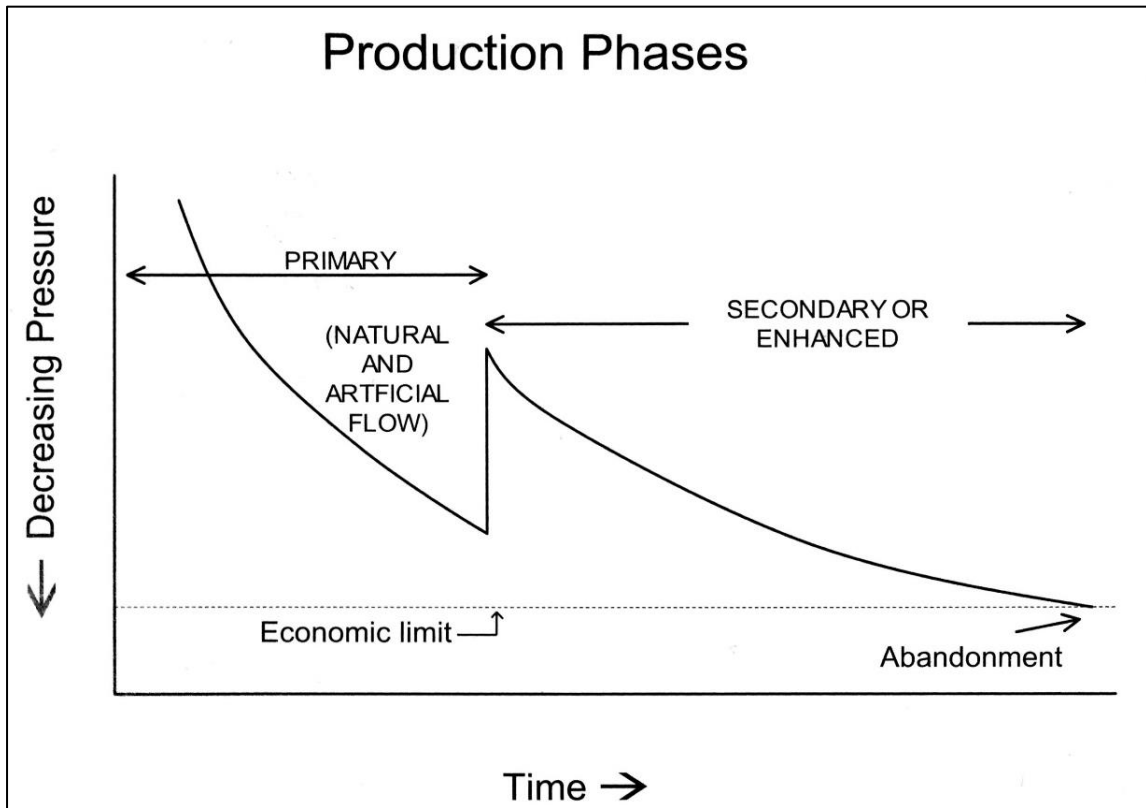 Production Phases
Decreasing Pressure
PRIMARY
(NATURAL
AND
ARTFICIAL
FLOW)
SECONDARY OR
ENHANCED
Economic limit
Abandonment
Time